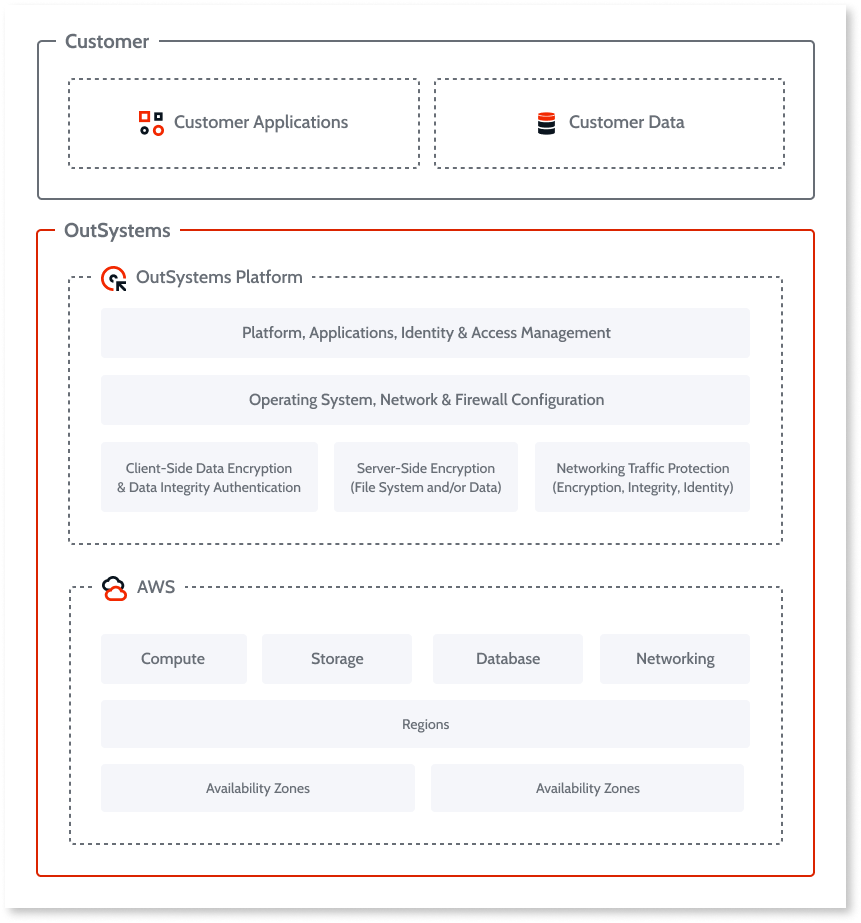 Customer
Customer Applications
Customer Data
OutSystems
OutSystems Platform
Platform, Applications, Identity & Access Management
Operating System, Network & Firewall Configuration
Client-Side Data Encryption
& Data Integrity Authentication
Server-Side Encryption
(File System and/or Data)
Networking Traffic Protection
(Encryption, Integrity, Identity)
AWS
Compute
Storage
Database
Networking
Regions
Availability Zones
Availability Zones